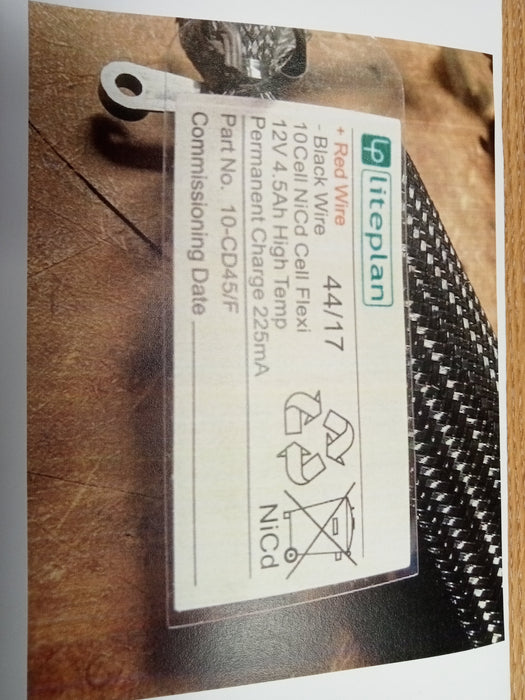 liteplan
+ Red Wire
- Black Wire 44/17
10Cell NiCd Cell Flexi
12V 4.5Ah High Temp
Permanent Charge 225mA
Part No. 10-CD45/F
Commissioning Date
NiCd